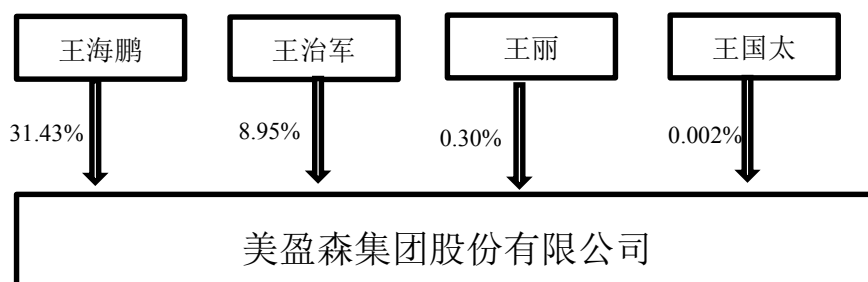 王海鹏
王治军
王丽
王国太
31.43%
8.95%
0.30%
0.002%
美盈森集团股份有限公司